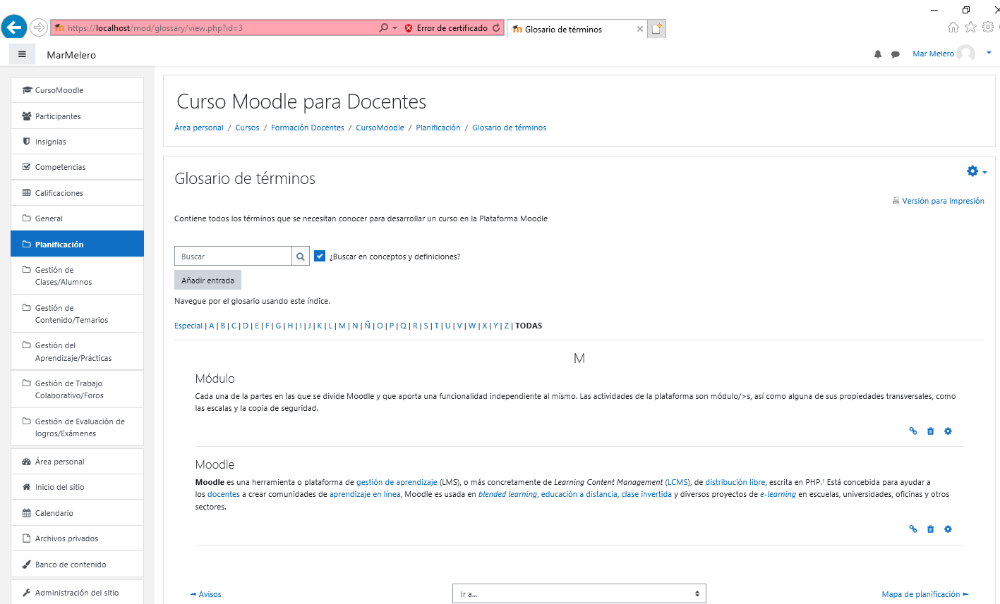 https://localhost/mod/glossary/view.php?id=3
Error de certificado
Glosario de términos
MarMelero
Mar Melero
CursoMoodle
Participantes
Insignias
Competencias
Calificaciones
General
Planificación
Gestión de
Clases/Alumnos
Gestión de
Contenido/Temarios
Gestión del
Aprendizaje/Prácticas
Gestión de Trabajo
Colaborativo/Foros
Gestión de Evaluación de
logros/Exámenes
Área personal
Inicio del sitio
Calendario
Archivos privados
Banco de contenido
Administración del sitio
Curso Moodle para Docentes
Área personal / Cursos / Formación Docentes / CursoMoodle / Planificación / Glosario de términos
Glosario de términos
Versión para impresión
Contiene todos los términos que se necesitan conocer para desarrollar un curso en la Plataforma Moodle
Buscar
¿Buscar en conceptos y definiciones?
Añadir entrada
Navegue por el glosario usando este índice.
Especial | A | B | C | D | E | F | G | H | I | J | K | L | M | N | Ñ | O | P | Q | R | S | T | U | V | W | X | Y | Z | TODAS
M
Módulo
Cada una de la partes en las que se divide Moodle y que aporta una funcionalidad independiente al mismo. Las actividades de la plataforma son módulo/>s, así como alguna de sus propiedades transversales, como
las escalas y la copia de seguridad.
Moodle
Moodle es una herramienta o plataforma de gestión de aprendizaje (LMS), o más concretamente de Learning Content Management (LCMS), de distribución libre, escrita en PHP.¹ Está concebida para ayudar a
los docentes a crear comunidades de aprendizaje en línea, Moodle es usada en blended learning, educación a distancia, clase invertida y diversos proyectos de e-learning en escuelas, universidades, oficinas y otros
sectores.
◄ Avisos
Ir a...
Mapa de planificación ►